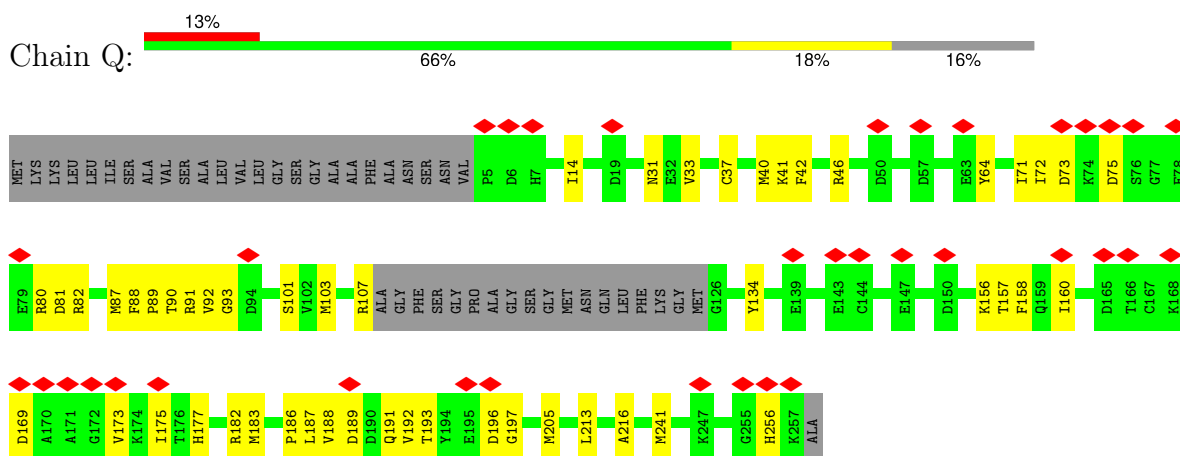 13%
Chain Q:
66% 18% 16%
MET LYS LYS LEU LEU ILE SER ALA VAL SER ALA LEU VAL LEU GLY SER GLY ALA ALA PHE ALA ASN SER ASN VAL P5 D6 H7 I14 D19 N31 E32 V33 C37 M40 K41 F42 R46 D50 D57 E63 Y64 I71 I72 D73 K74 D75 S76 G77 E78
E79 R80 D81 R82 M87 F88 P89 T90 R91 V92 G93 D94 S101 V102 M103 R107 ALA GLY PHE SER GLY PRO ALA GLY SER GLY MET ASN GLN LEU PHE LYS GLY MET G126 Y134 E139 E143 C144 E147 D150 K156 T157 F158 Q159 I160 D165 T166 C167 K168
D169 A170 A171 G172 V173 K174 I175 T176 H177 R182 M183 P186 L187 V188 D189 D190 Q191 V192 T193 Y194 E195 D196 G197 M205 L213 A216 M241 K247 G255 H256 K257 ALA